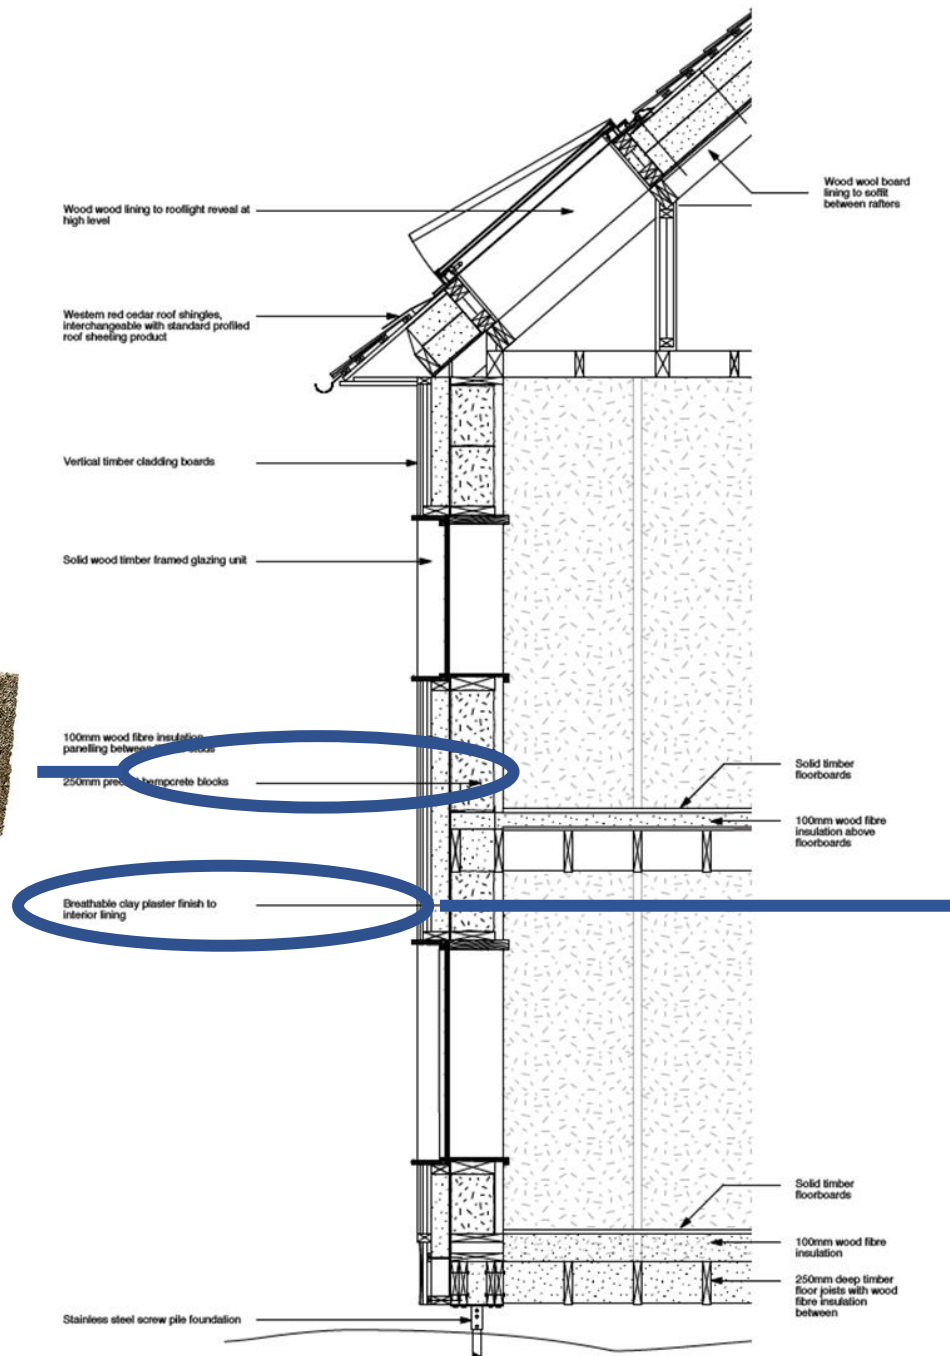 Wood wool board
lining to soffit
between rafters
Wood wood lining to rooflight reveal at
high level
Western red cedar roof shingles,
interchangeable with standard profiled
roof sheeting product
Vertical timber cladding boards
Solid wood timber framed glazing unit
100mm wood fibre insulation
panelling between studs
250mm hempcrete blocks
Solid timber
floorboards
100mm wood fibre
insulation above
floorboards
Breathable clay plaster finish to
interior lining
Solid timber
floorboards
100mm wood fibre
insulation
250mm deep timber
floor joists with wood
fibre insulation
between
Stainless steel screw pile foundation